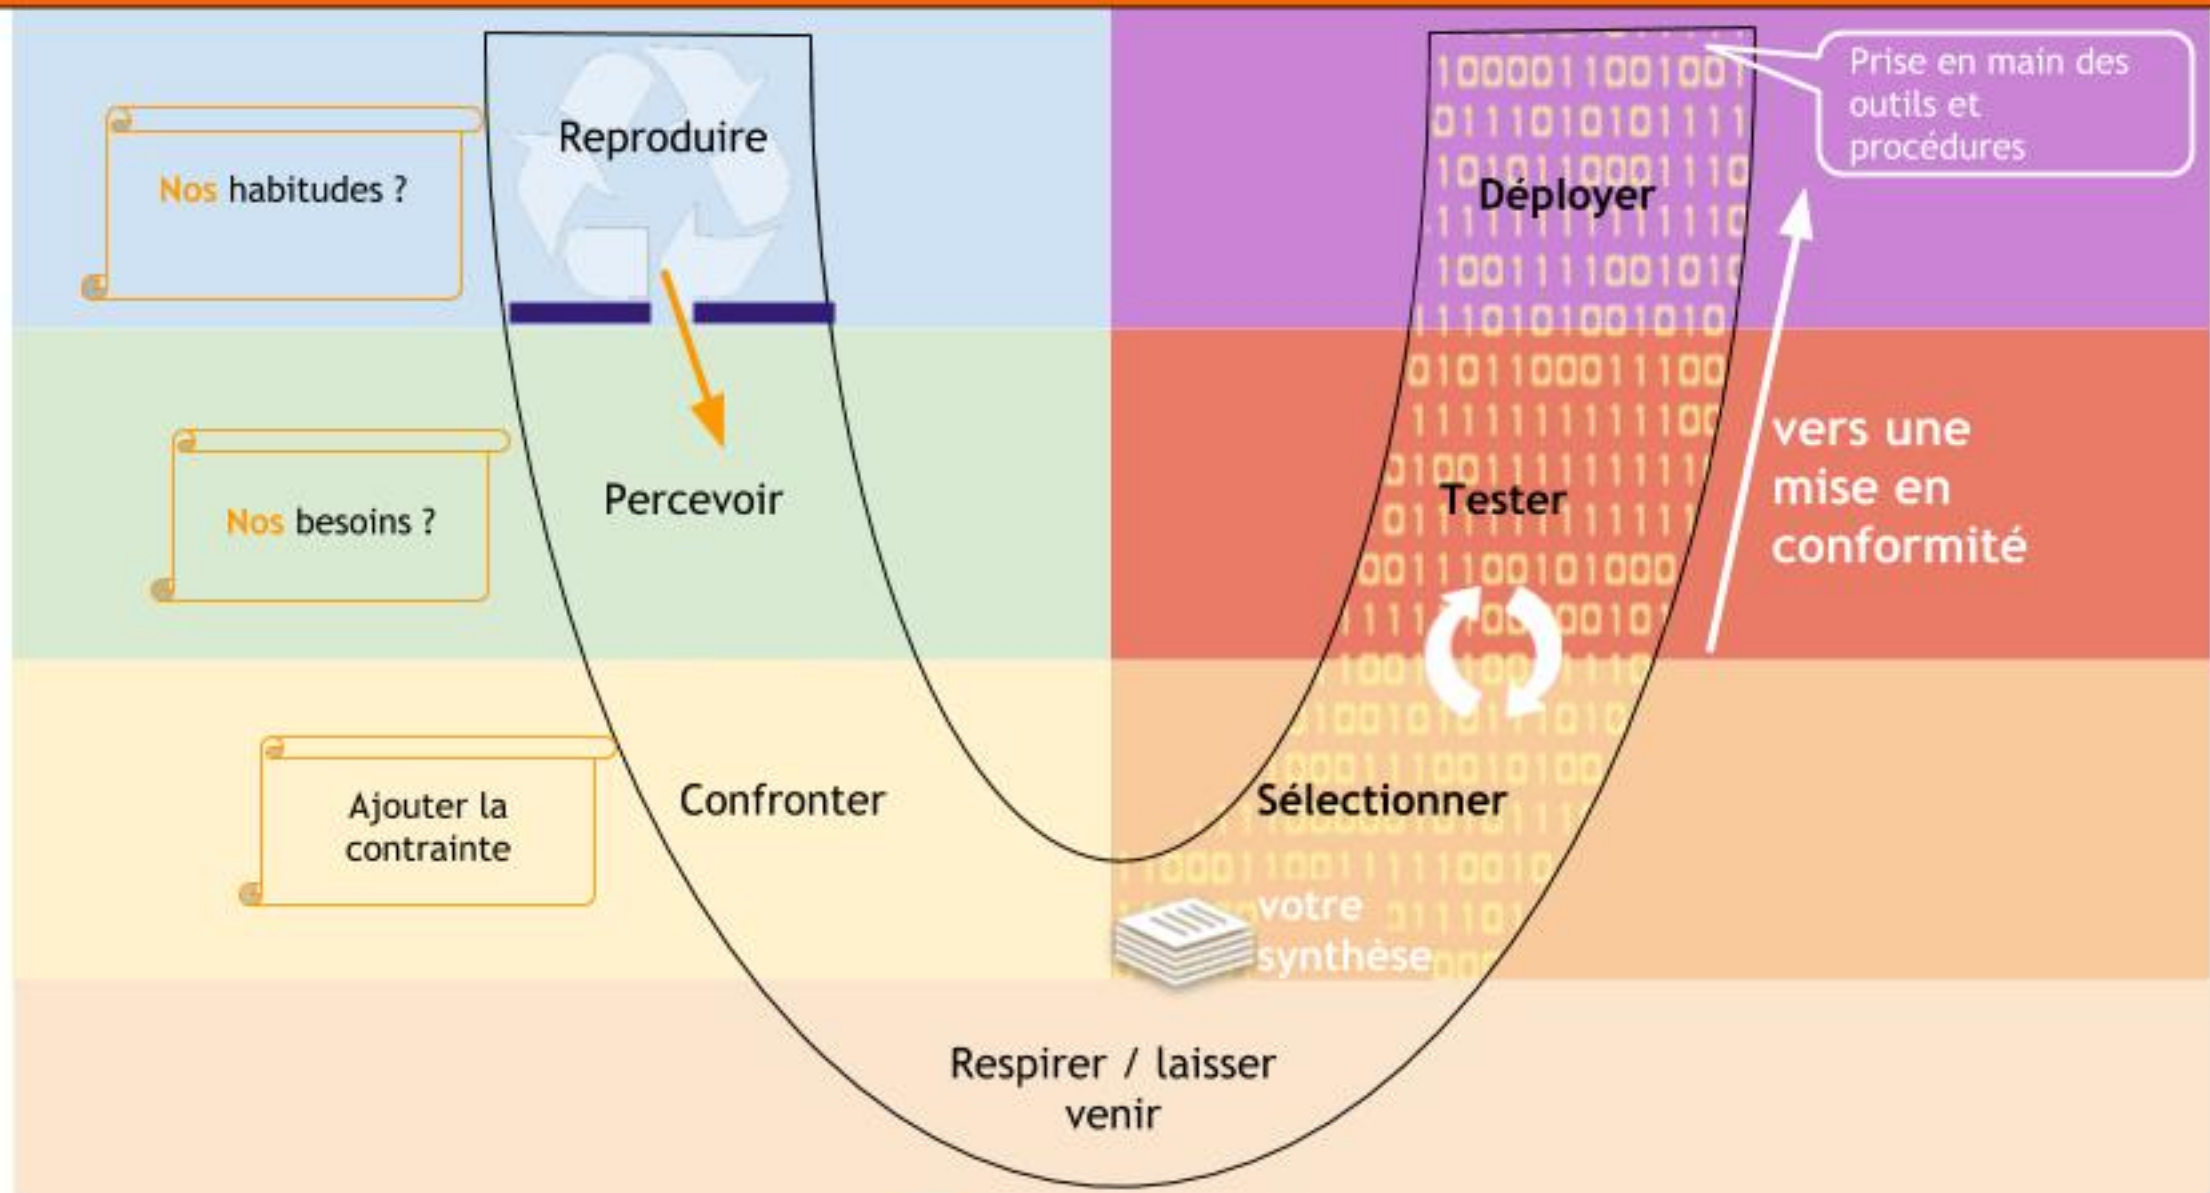 Reproduire
Nos habitudes ?
Percevoir
Nos besoins ?
Confronter
Ajouter la
contrainte
Respirer / laisser
venir
votre
synthèse
Sélectionner
Tester
Déployer
vers une
mise en
conformité
Prise en main des
outils et
procédures